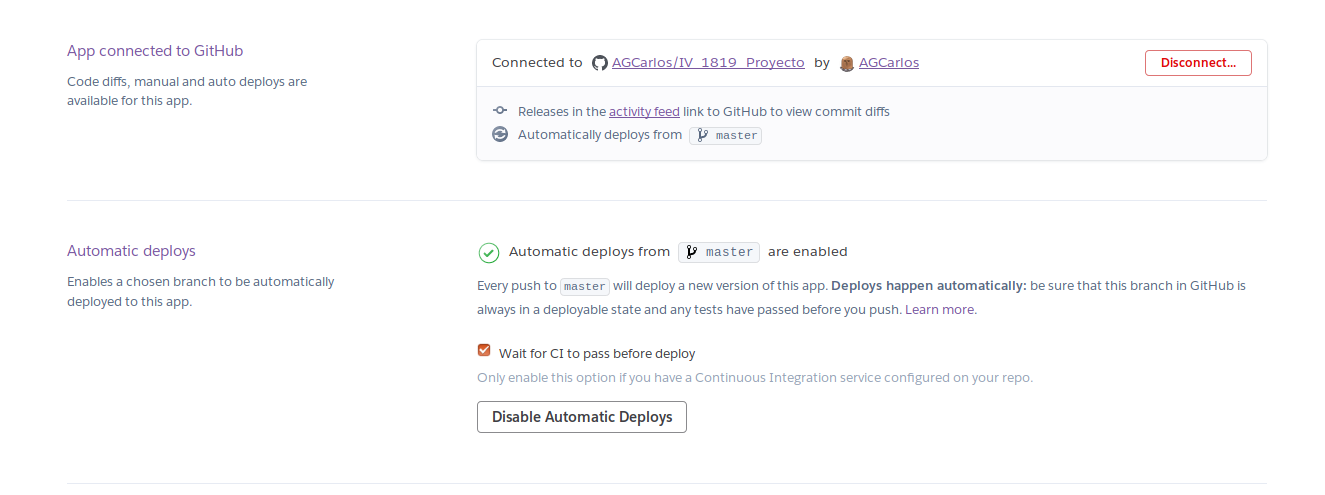 App connected to GitHub
Code diffs, manual and auto deploys are
available for this app.
Connected to AGCarlos/IV_1819_Proyecto by AGCarlos
Disconnect...
Releases in the activity feed link to GitHub to view commit diffs
Automatically deploys from master
Automatic deploys
Enables a chosen branch to be automatically
deployed to this app.
Automatic deploys from master are enabled
Every push to master will deploy a new version of this app. Deploys happen automatically: be sure that this branch in GitHub is
always in a deployable state and any tests have passed before you push. Learn more.
Wait for CI to pass before deploy
Only enable this option if you have a Continuous Integration service configured on your repo.
Disable Automatic Deploys